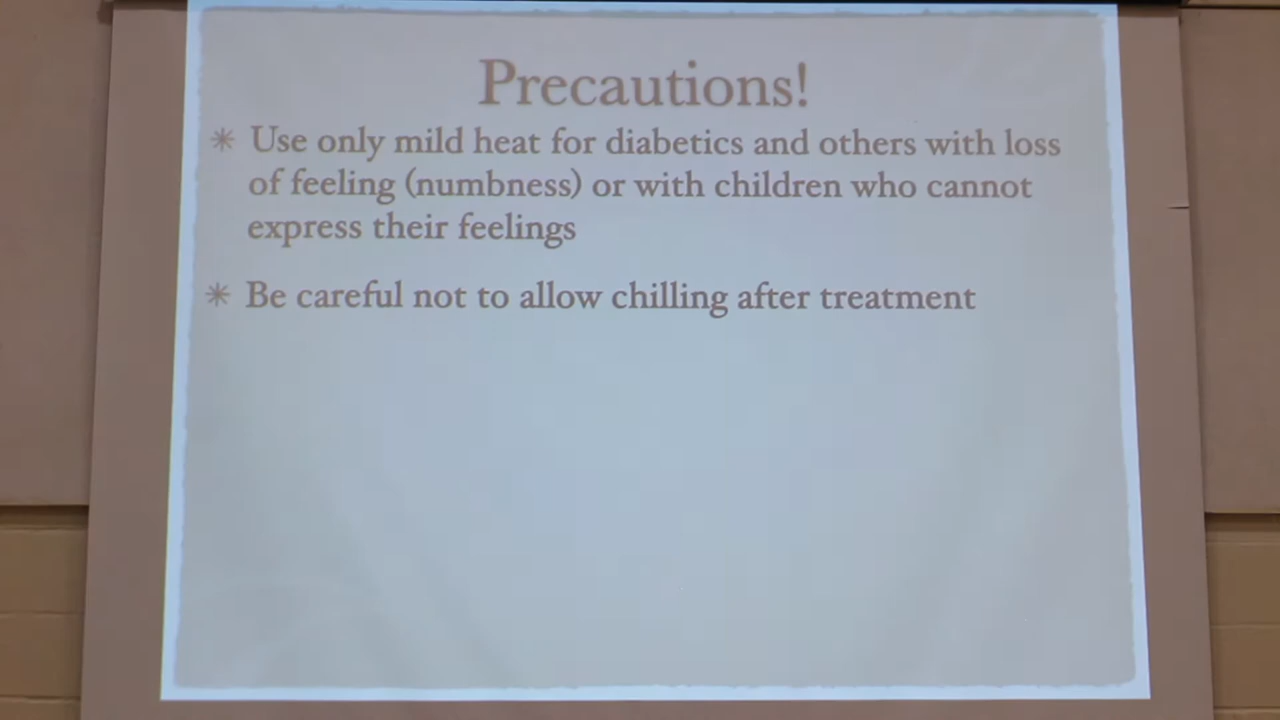 Precautions!
✳ Use only mild heat for diabetics and others with loss
of feeling (numbness) or with children who cannot
express their feelings
✳ Be careful not to allow chilling after treatment